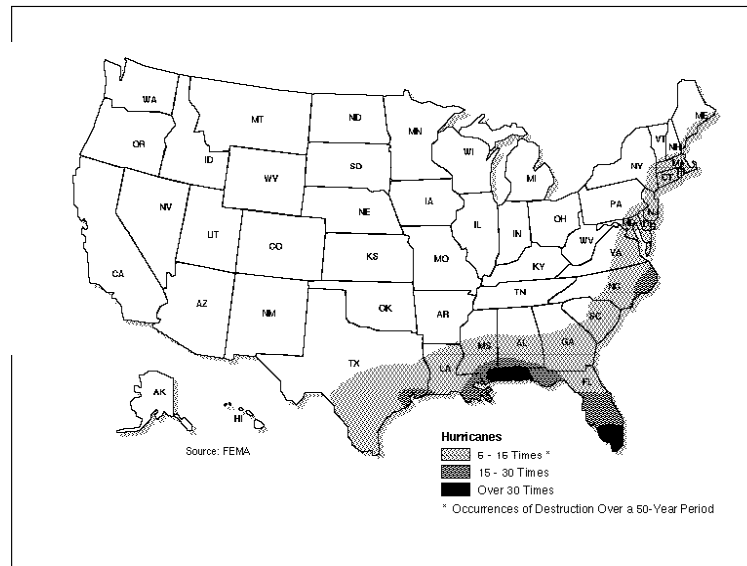 WA
MT
ND
MN
ME
VT
NH
OR
ID
SD
WI
NY
MA
WY
MI
CT
IA
PA
NJ
NV
NE
OH
UT
IL
IN
WV
CO
VA
CA
KS
MO
KY
NC
TN
AZ
NM
OK
AR
SC
MS
AL
GA
TX
LA
FL
AK
HI
Source: FEMA
Hurricanes
5 - 15 Times *
15 - 30 Times
Over 30 Times
* Occurrences of Destruction Over a 50-Year Period